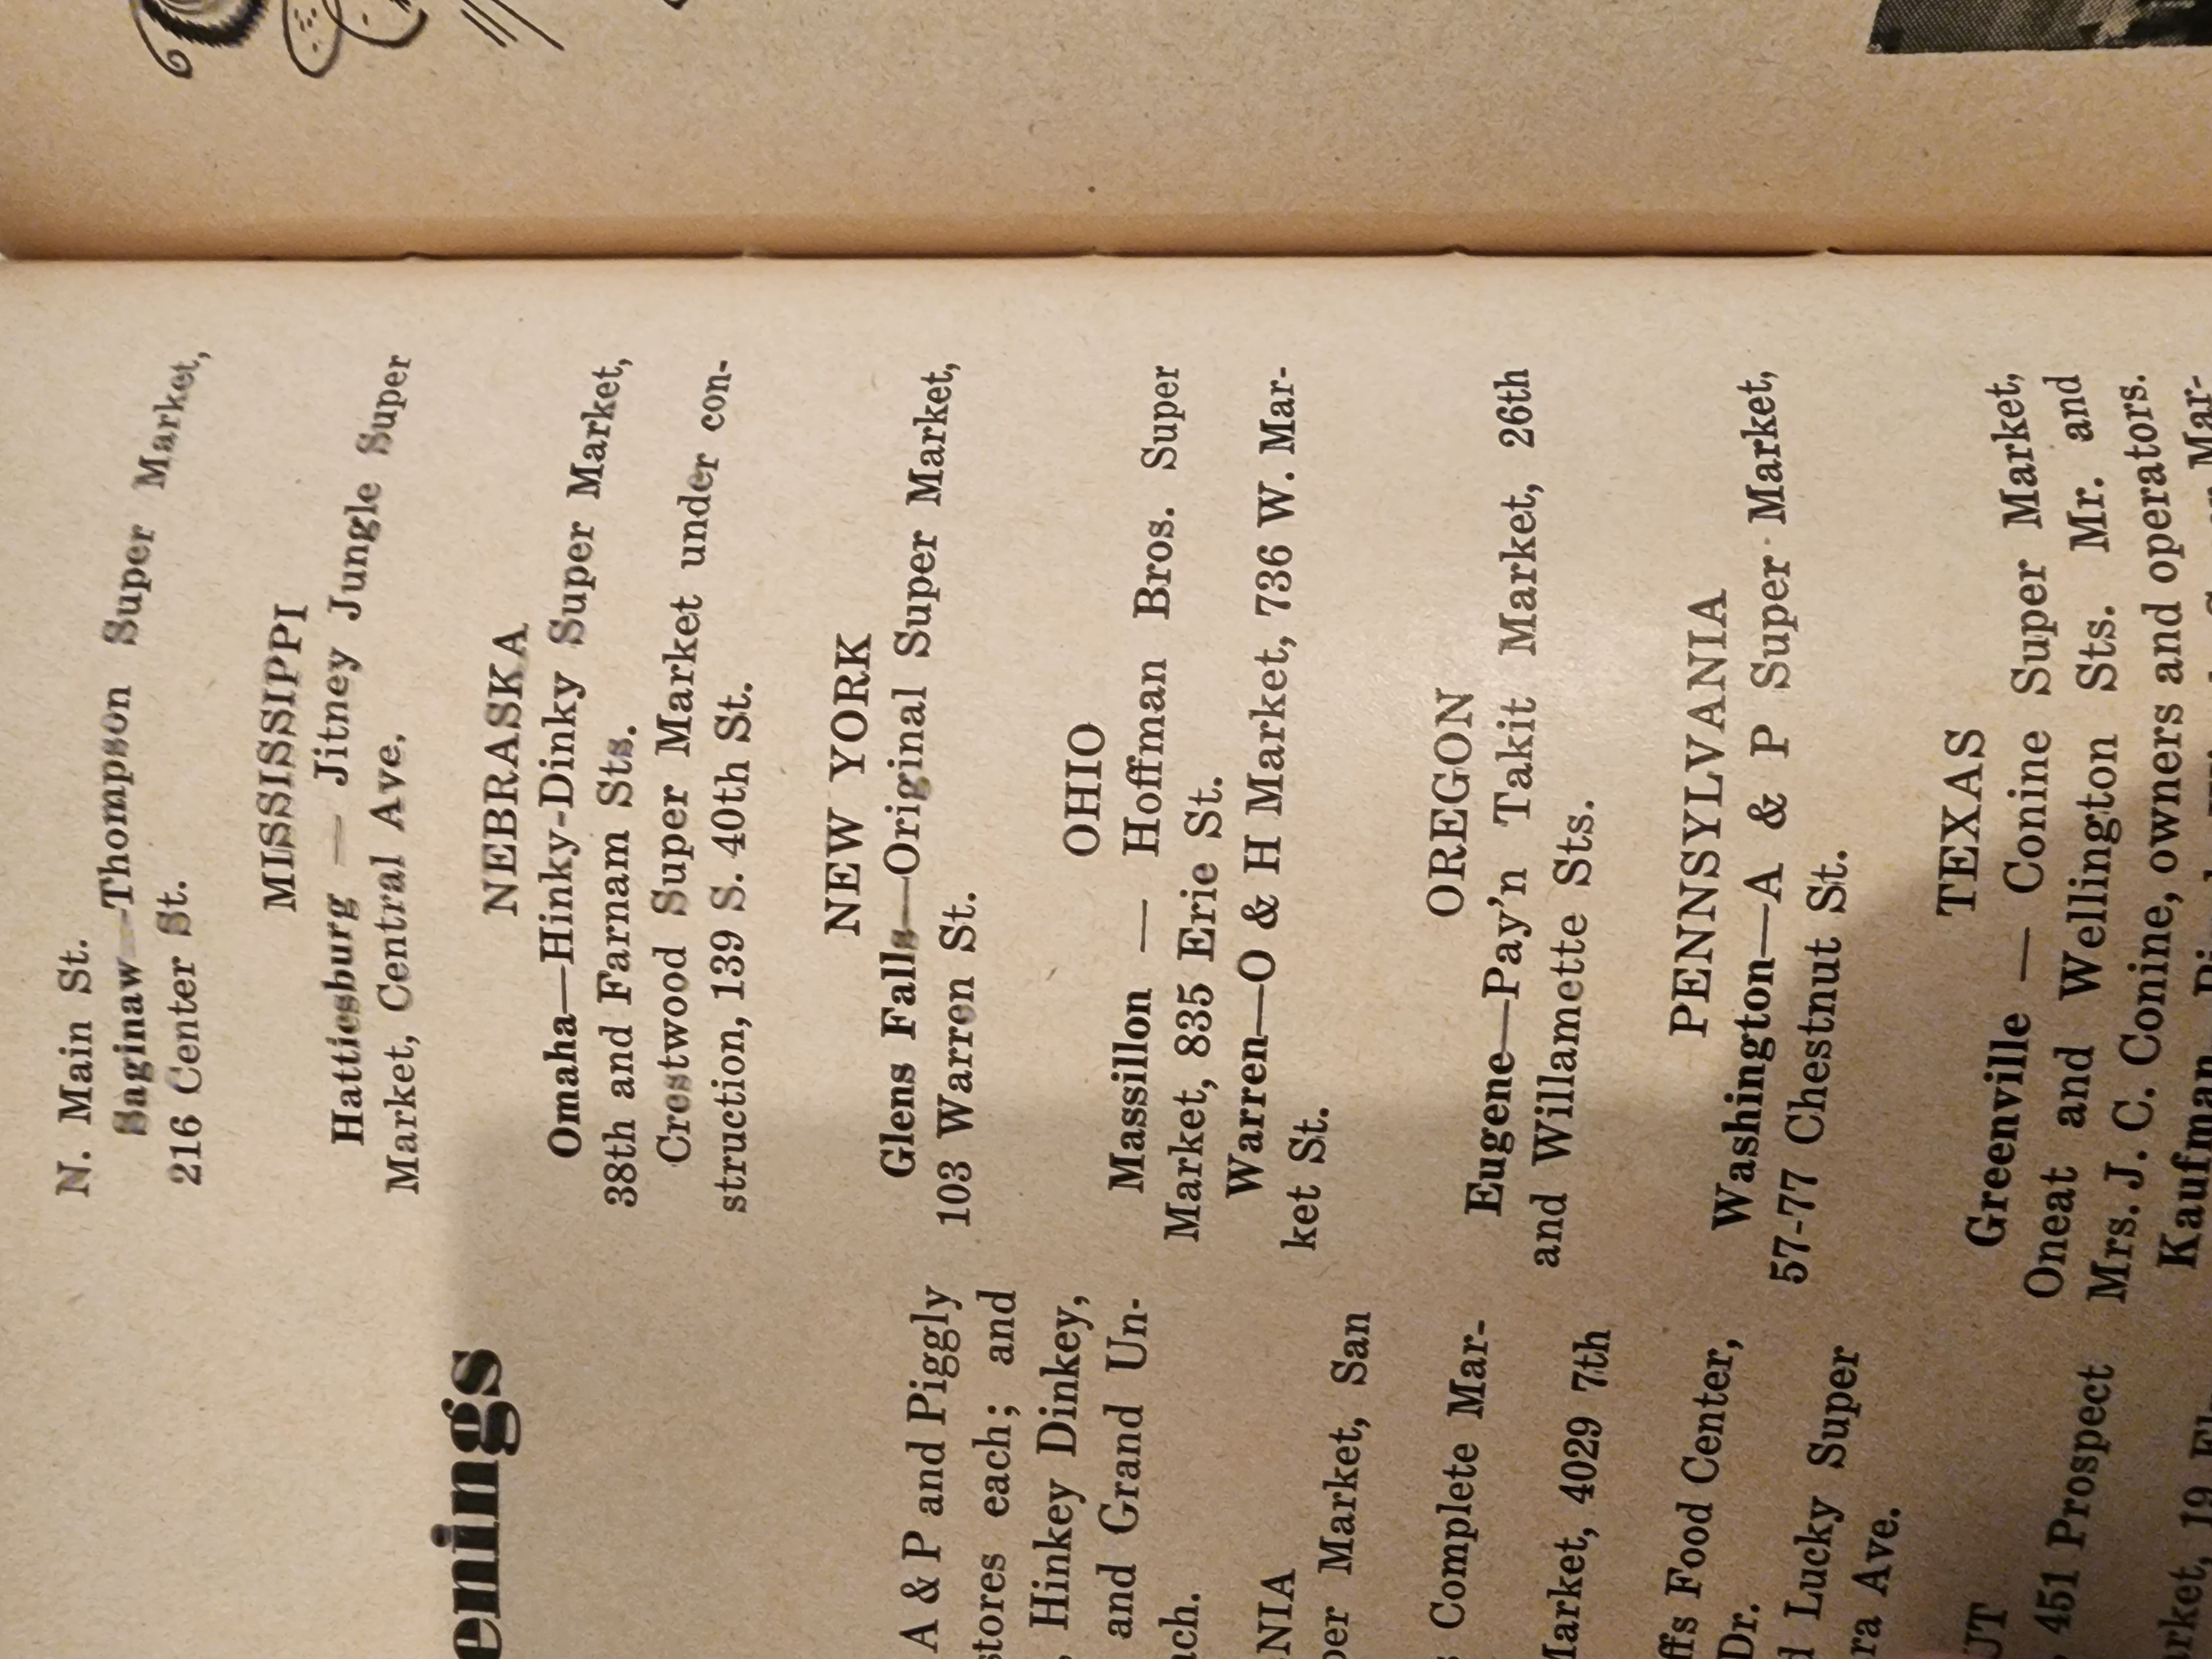 enings
A & P and Piggly
stores each; and
Hinkey Dinkey,
and Grand Un-
ach.
NIA
per Market, San
Complete Mar-
Market, 4029 7th
ffs Food Center,
Dr.
d Lucky Super
ra Ave.
UT
451 Prospect
arket, 19
N. Main St.
Saginaw—Thompson Super Market,
216 Center St.
MISSISSIPPI
Hattiesburg — Jitney Jungle Super
Market, Central Ave.
NEBRASKA
Omaha—Hinky-Dinky Super Market,
38th and Farnam Sts.
Crestwood Super Market under con-
struction, 139 S. 40th St.
NEW YORK
Glens Falls—Original Super Market,
103 Warren St.
OHIO
Massillon — Hoffman Bros. Super
Market, 835 Erie St.
Warren—O & H Market, 736 W. Mar-
ket St.
OREGON
Eugene—Pay'n Takit Market, 26th
and Willamette Sts.
PENNSYLVANIA
Washington—A & P Super Market,
57-77 Chestnut St.
TEXAS
Greenville — Conine Super Market,
Oneat and Wellington Sts. Mr. and
Mrs. J. C. Conine, owners and operators.
Kaufman Mar-